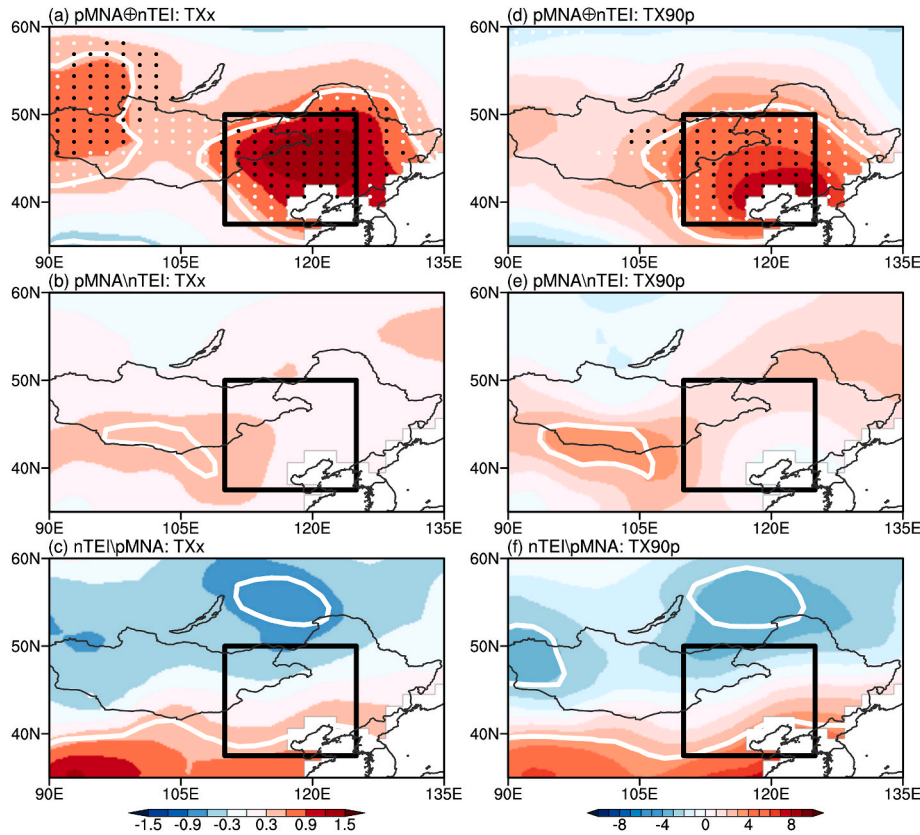 (a) pMNA⊕nTEI: TXx
60N
50N
40N
90E 105E 120E 135E
(d) pMNA⊕nTEI: TX90p
60N
50N
40N
90E 105E 120E 135E
(b) pMNA\nTEI: TXx
60N
50N
40N
90E 105E 120E 135E
(e) pMNA\nTEI: TX90p
60N
50N
40N
90E 105E 120E 135E
(c) nTEI\pMNA: TXx
60N
50N
40N
90E 105E 120E 135E
-1.5 -0.9 -0.3 0.3 0.9 1.5
(f) nTEI\pMNA: TX90p
60N
50N
40N
90E 105E 120E 135E
-8 -4 0 4 8